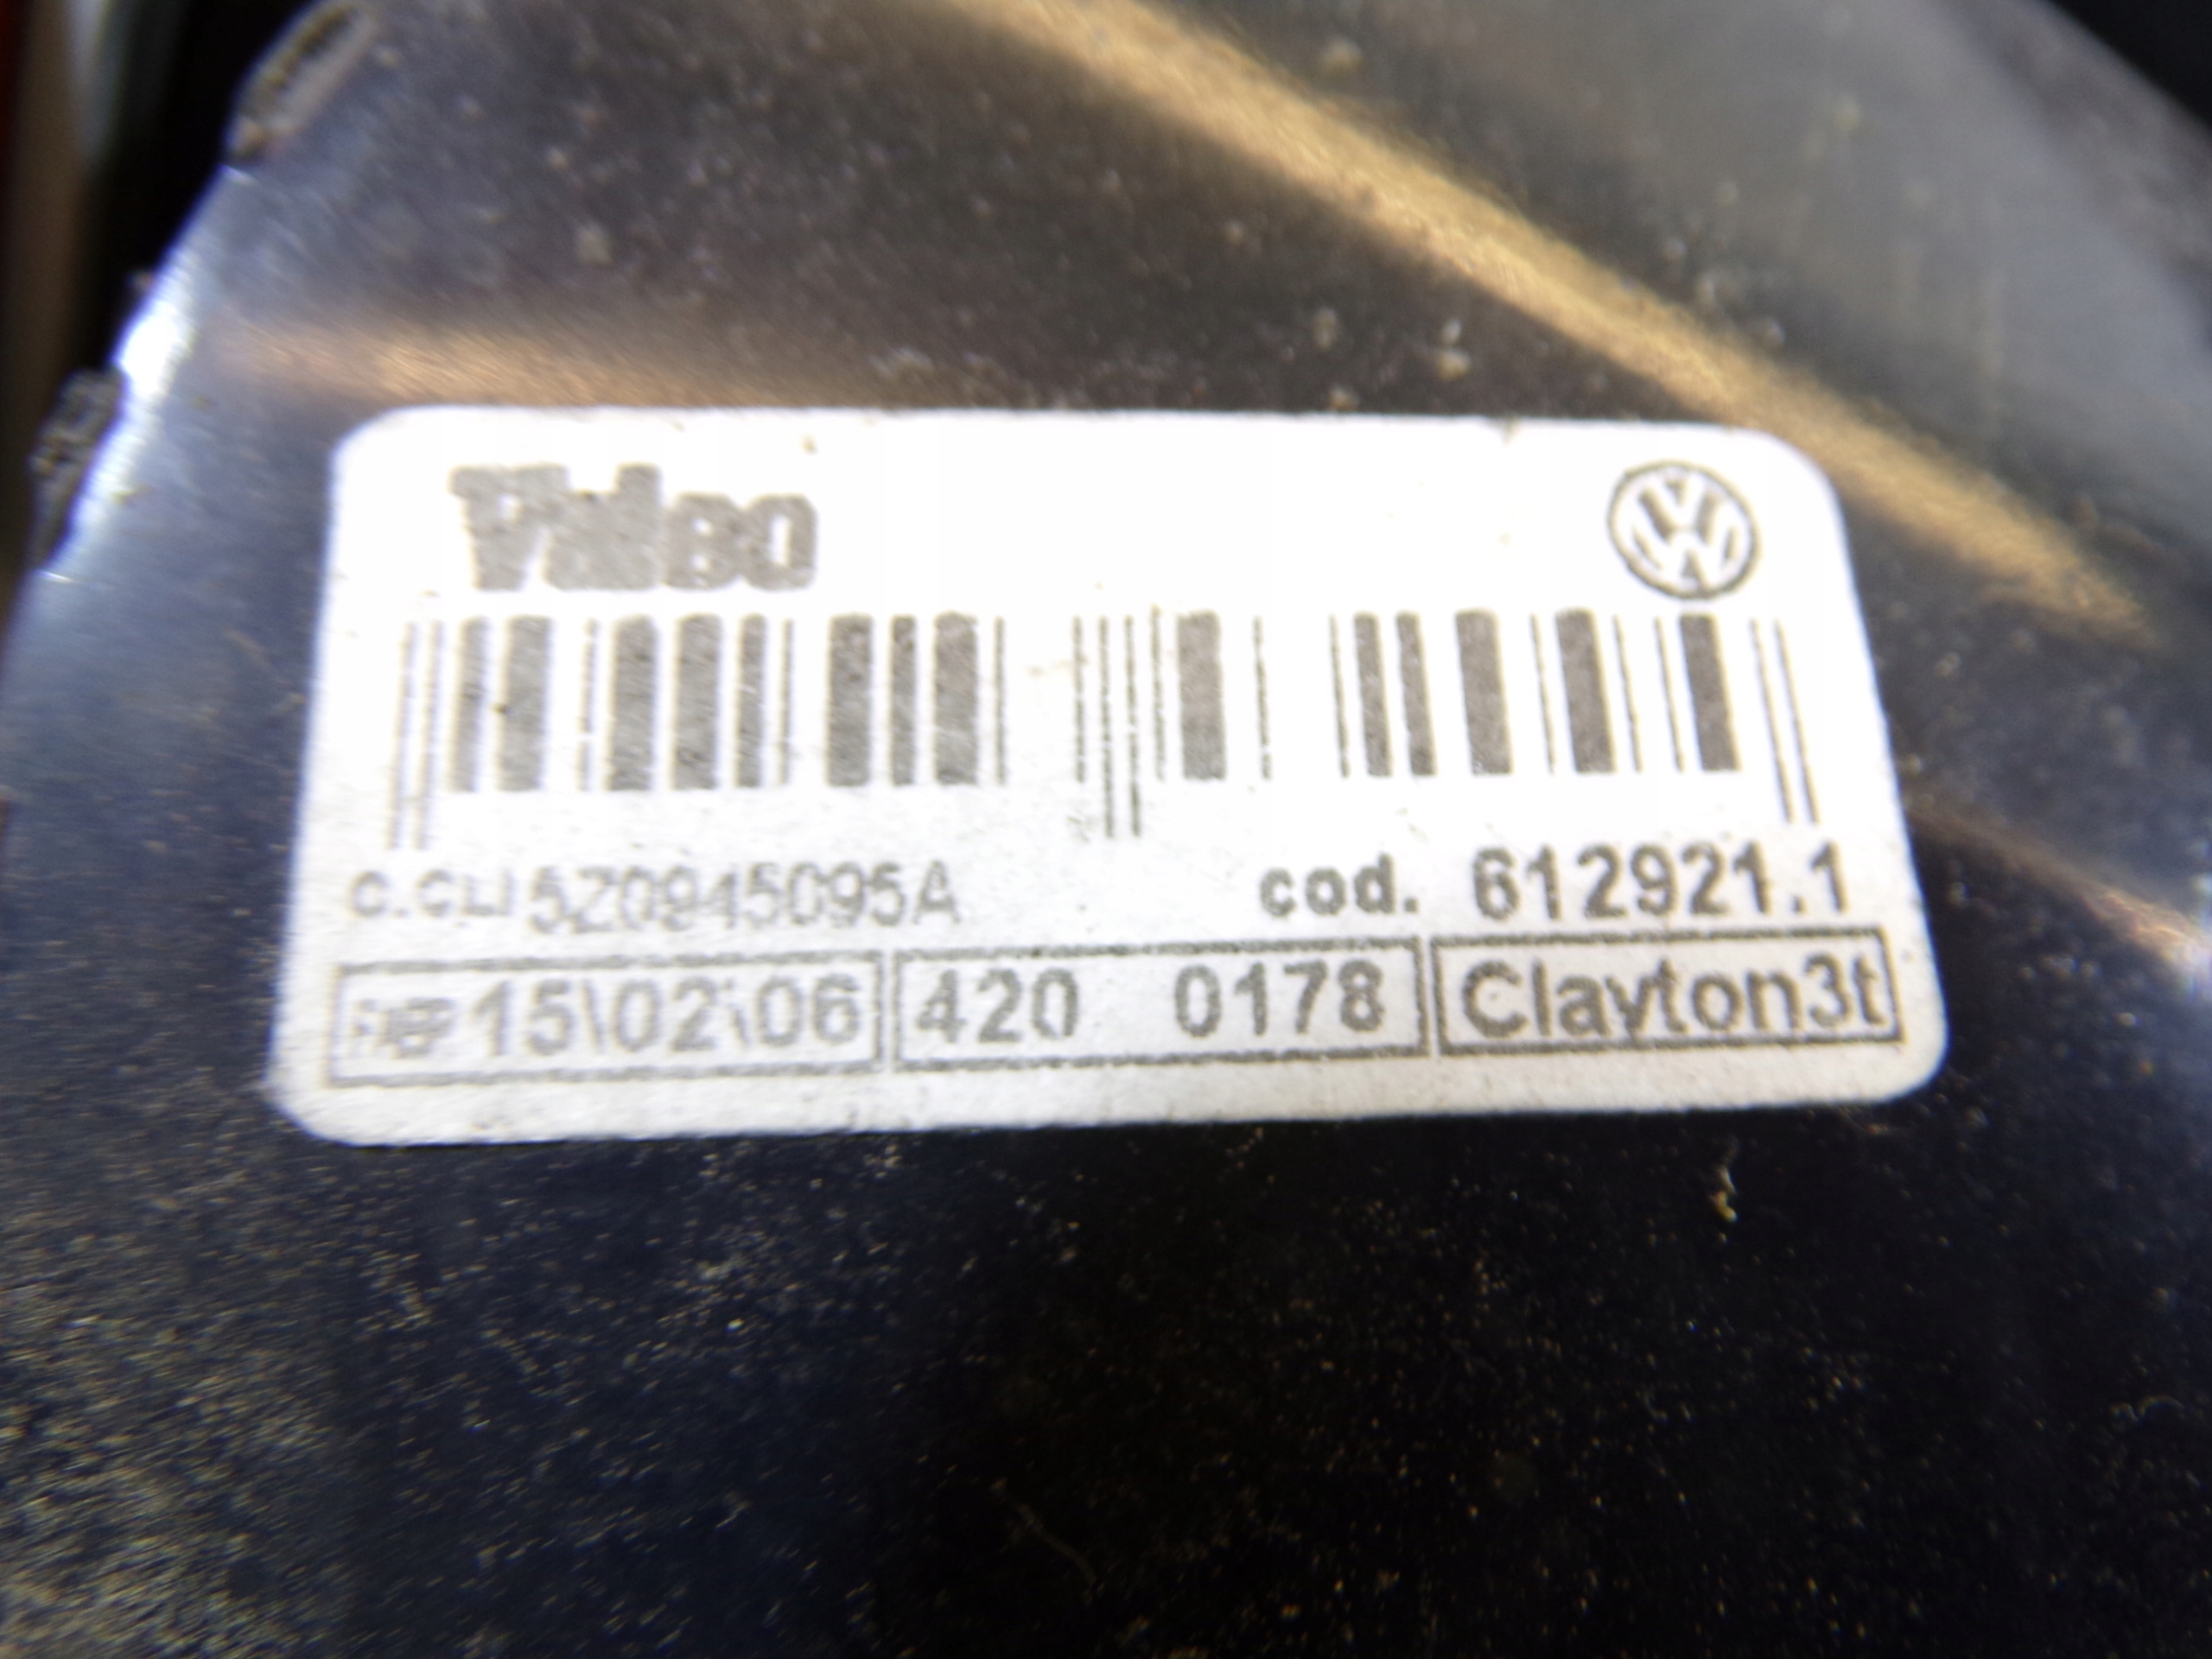 Valeo
C.CLI 5Z0945095A cod. 612921.1
15\02\06 420 0178 Clayton3t